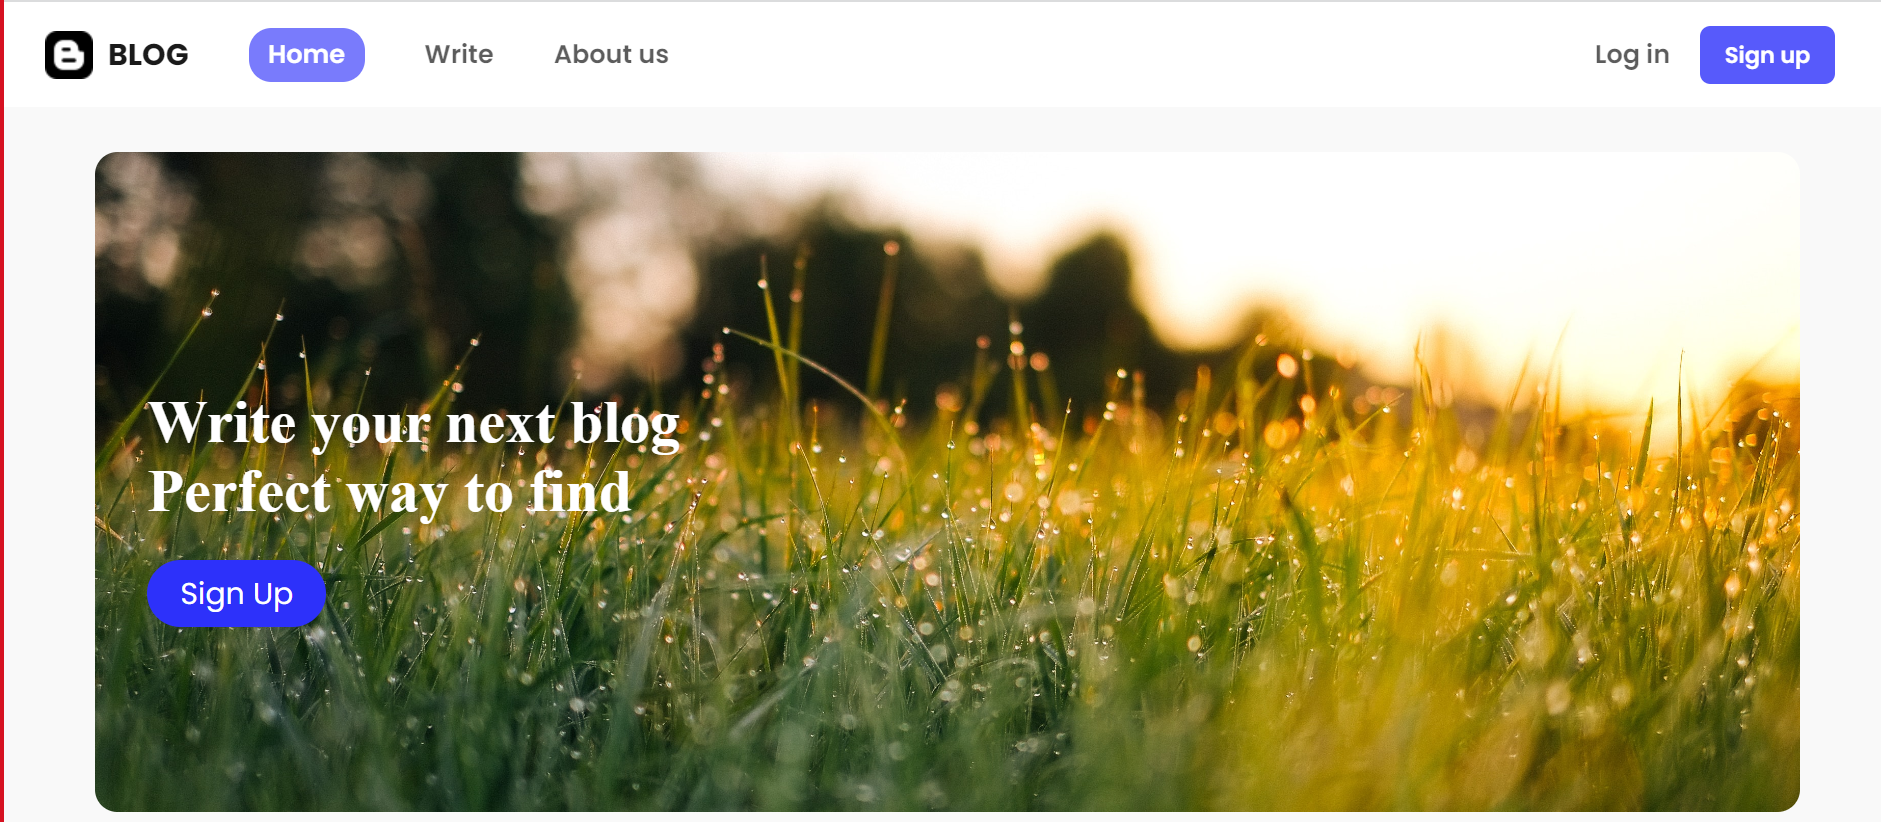 BLOG
Home
Write
About us
Log in
Sign up
Write your next blog
Perfect way to find
Sign Up